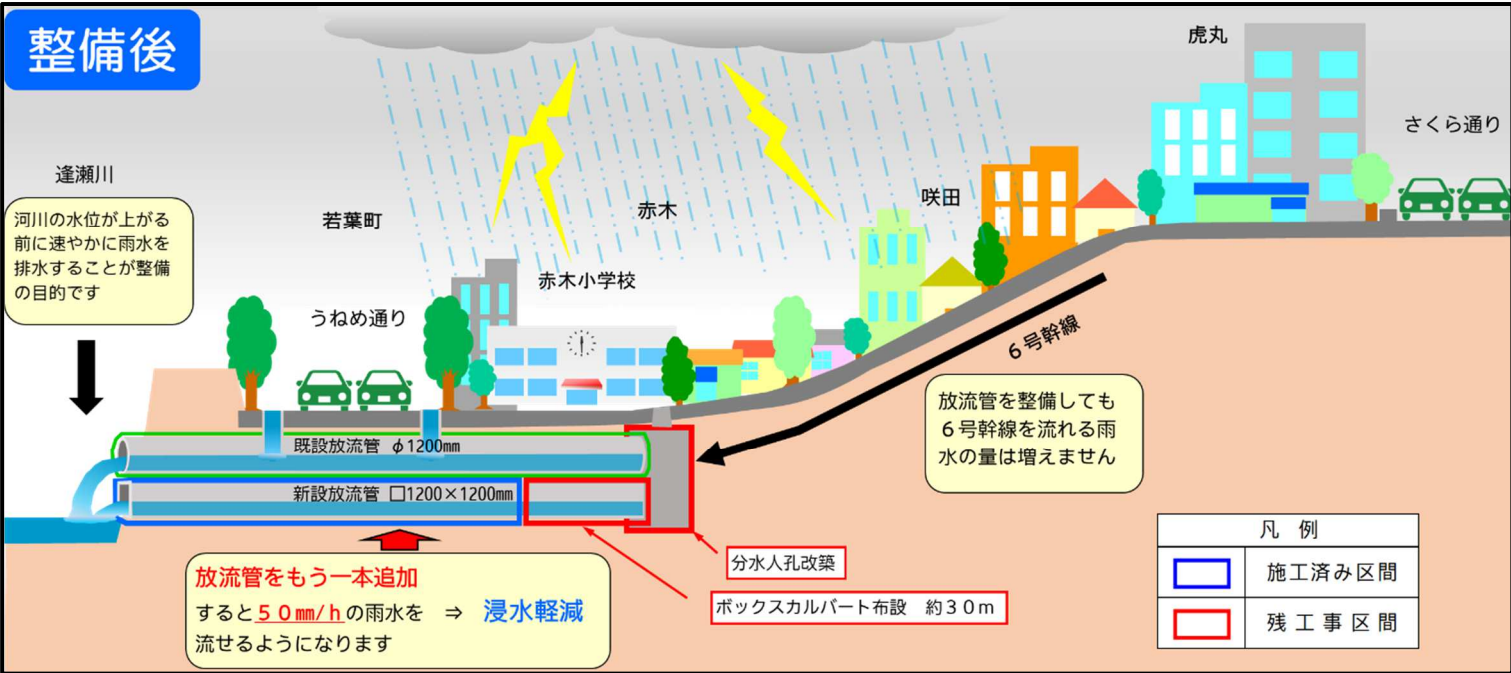 整備後
虎丸
さくら通り
逢瀬川
河川の水位が上がる
前に速やかに雨水を
排水することが整備
の目的です
若葉町
赤木
咲田
赤木小学校
うねめ通り
6号幹線
放流管を整備しても
6号幹線を流れる雨
水の量は増えません
既設放流管 φ1200㎜
新設放流管 □1200×1200㎜
放流管をもう一本追加
すると50㎜/hの雨水を ⇒ 浸水軽減
流せるようになります
分水人孔改築
ボックスカルバート布設 約30m
凡 例
施工済み区間
残工事区間